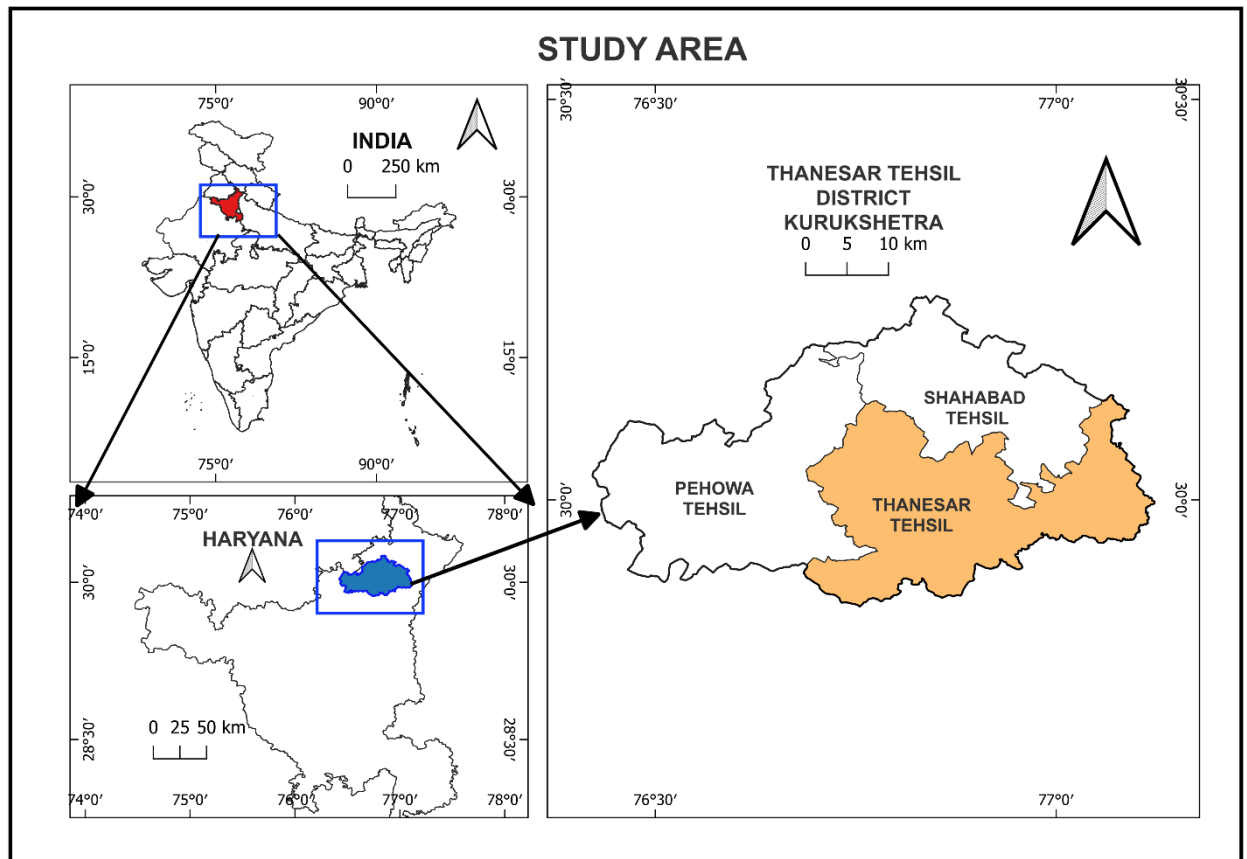 STUDY AREA
75°0′ 90°0′
INDIA
0 250 km
30°0′ 30°0′
15°0′ 15°0′
75°0′ 90°0′
74°0′ 75°0′ 76°0′ 77°0′ 78°0′
HARYANA
30°0′ 30°0′
0 25 50 km
28°30′ 28°30′
74°0′ 75°0′ 76°0′ 77°0′ 78°0′
76°30′ 77°0′
30°30′ 30°30′
THANESAR TEHSIL
DISTRICT
KURUKSHETRA
0 5 10 km
SHAHABAD
TEHSIL
PEHOWA
TEHSIL
THANESAR
TEHSIL
30°0′ 30°0′
76°30′ 77°0′